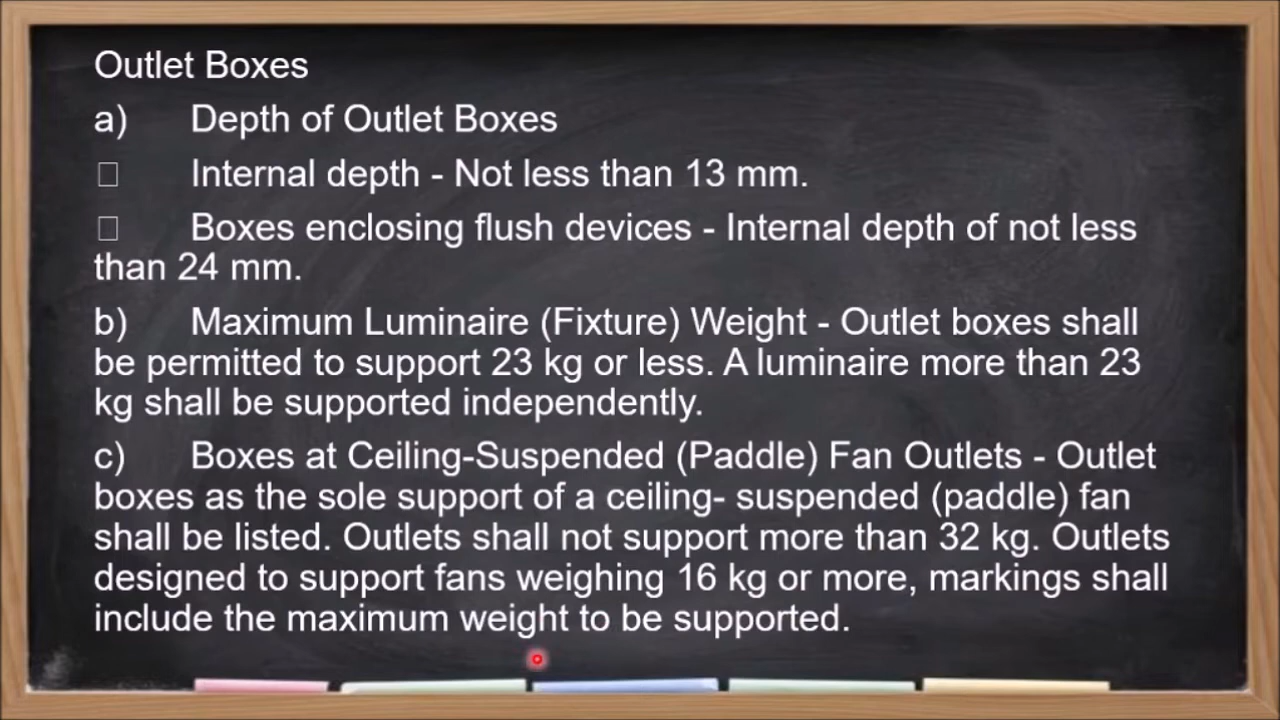 Outlet Boxes
a) Depth of Outlet Boxes
□ Internal depth - Not less than 13 mm.
□ Boxes enclosing flush devices - Internal depth of not less
than 24 mm.
b) Maximum Luminaire (Fixture) Weight - Outlet boxes shall
be permitted to support 23 kg or less. A luminaire more than 23
kg shall be supported independently.
c) Boxes at Ceiling-Suspended (Paddle) Fan Outlets - Outlet
boxes as the sole support of a ceiling- suspended (paddle) fan
shall be listed. Outlets shall not support more than 32 kg. Outlets
designed to support fans weighing 16 kg or more, markings shall
include the maximum weight to be supported.